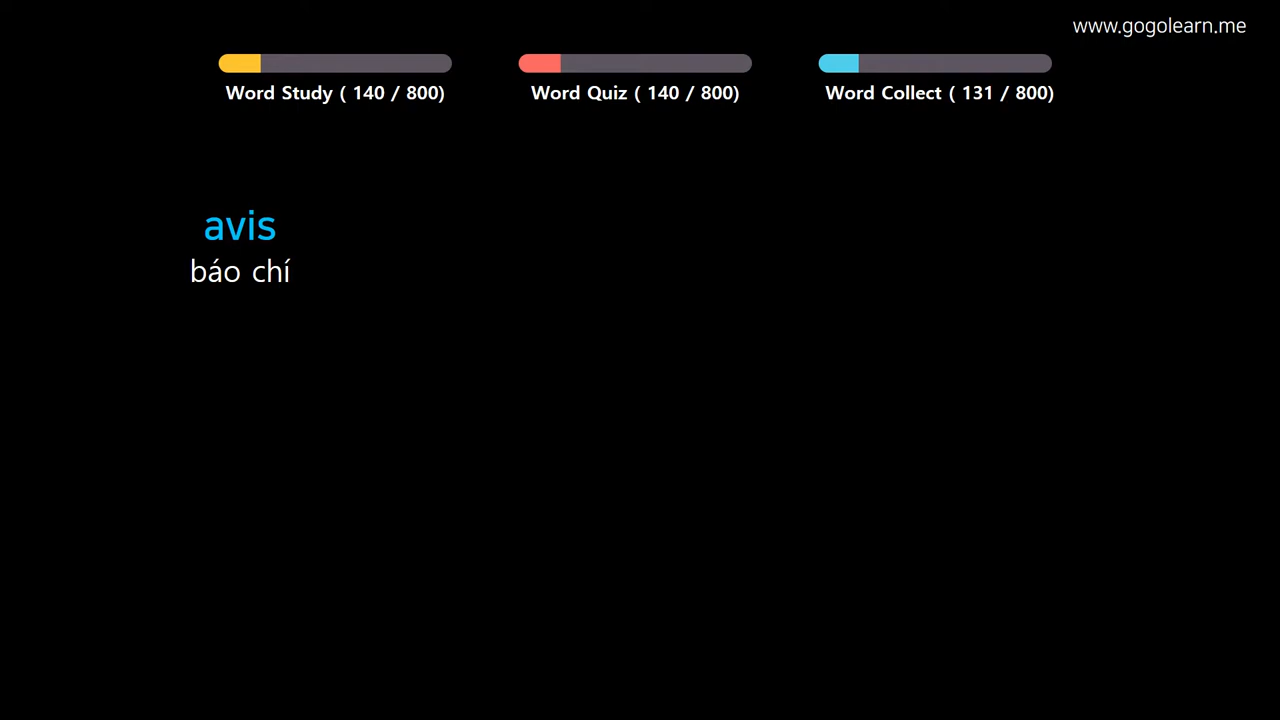 www.gogolearn.me
Word Study ( 140 / 800)
Word Quiz ( 140 / 800)
Word Collect ( 131 / 800)
avis
báo chí